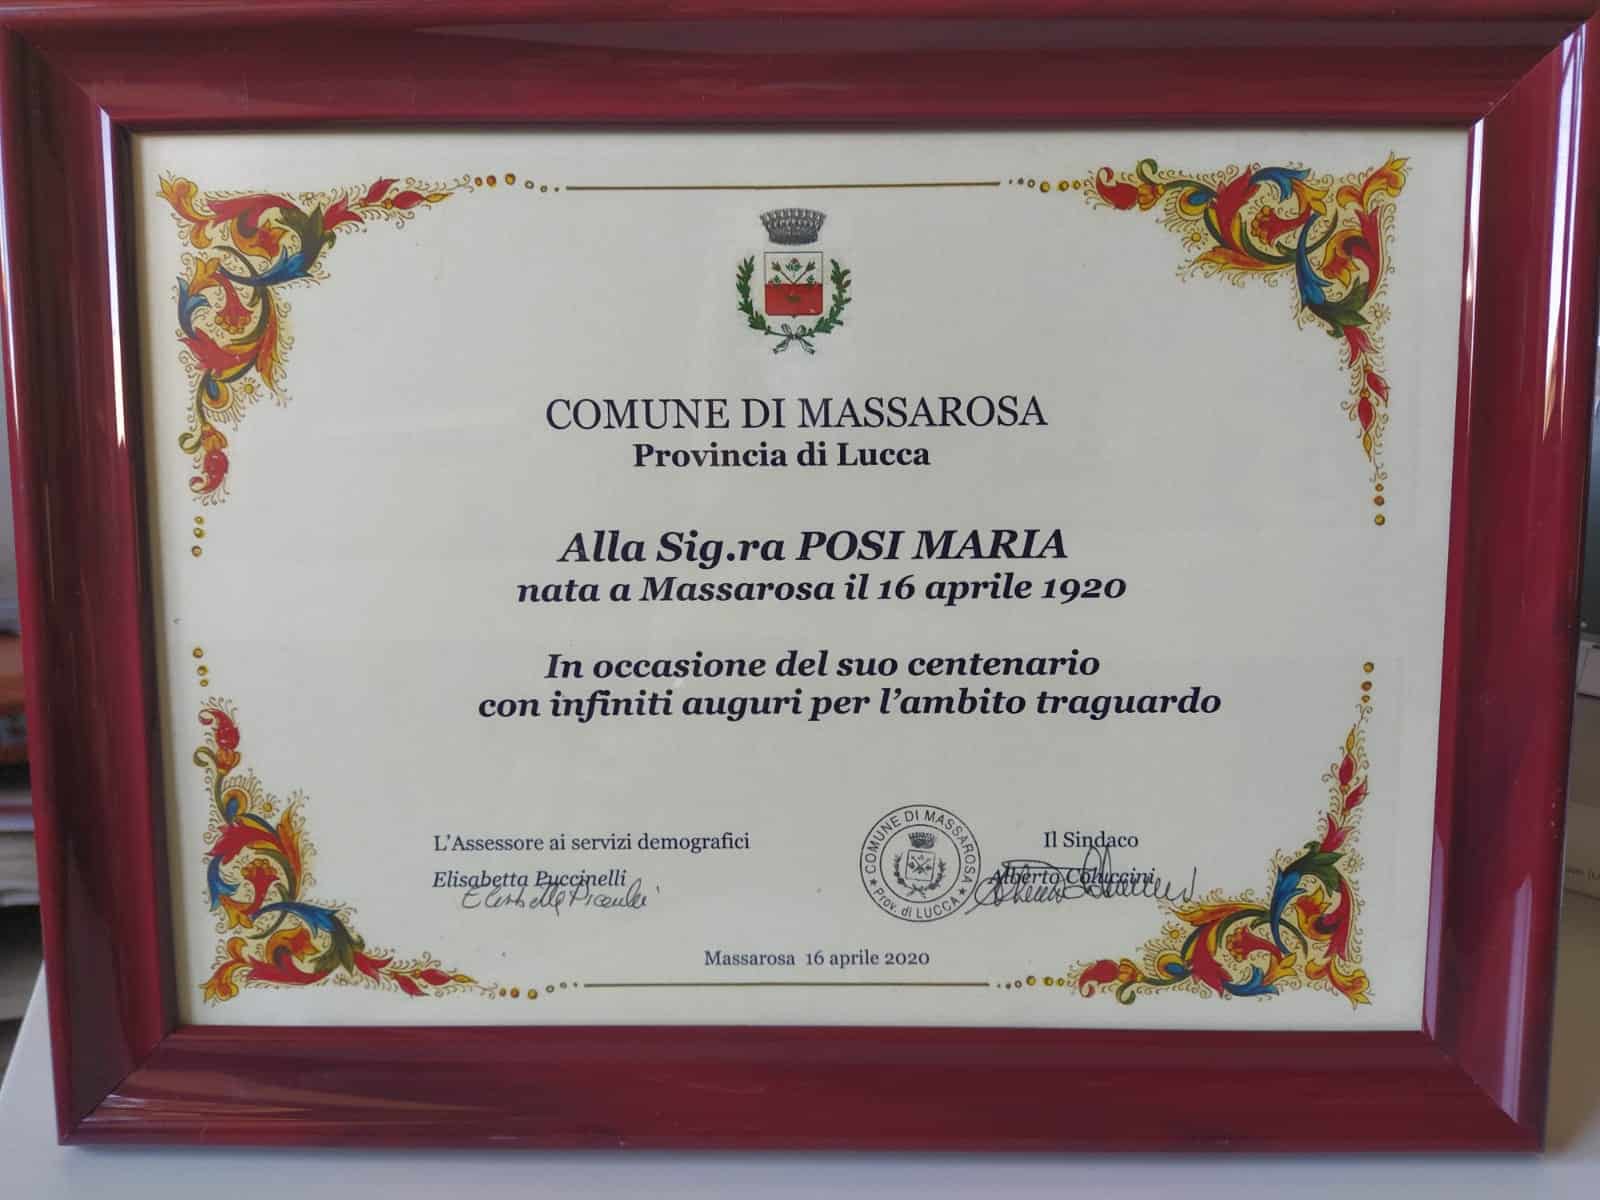 COMUNE DI MASSAROSA
Provincia di Lucca
Alla Sig.ra POSI MARIA
nata a Massarosa il 16 aprile 1920
In occasione del suo centenario
con infiniti auguri per l'ambito traguardo
L'Assessore ai servizi demografici
Elisabetta Puccinelli
COMUNE DI MASSAROSA
Prov. di LUCCA
Il Sindaco
Alberto Coluccini
Massarosa 16 aprile 2020